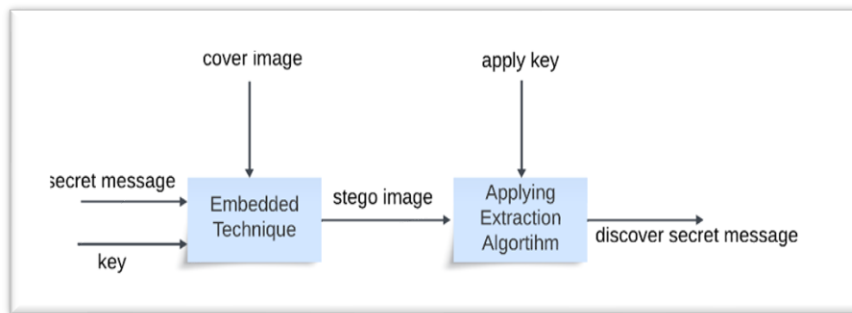 cover image
apply key
secret message
Embedded
Technique
stego image
Applying
Extraction
Algortihm
key
discover secret message